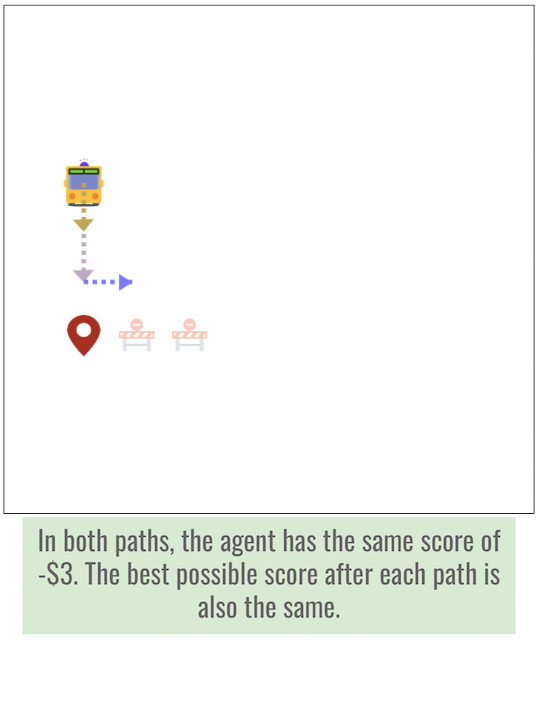 In both paths, the agent has the same score of
-$3. The best possible score after each path is
also the same.